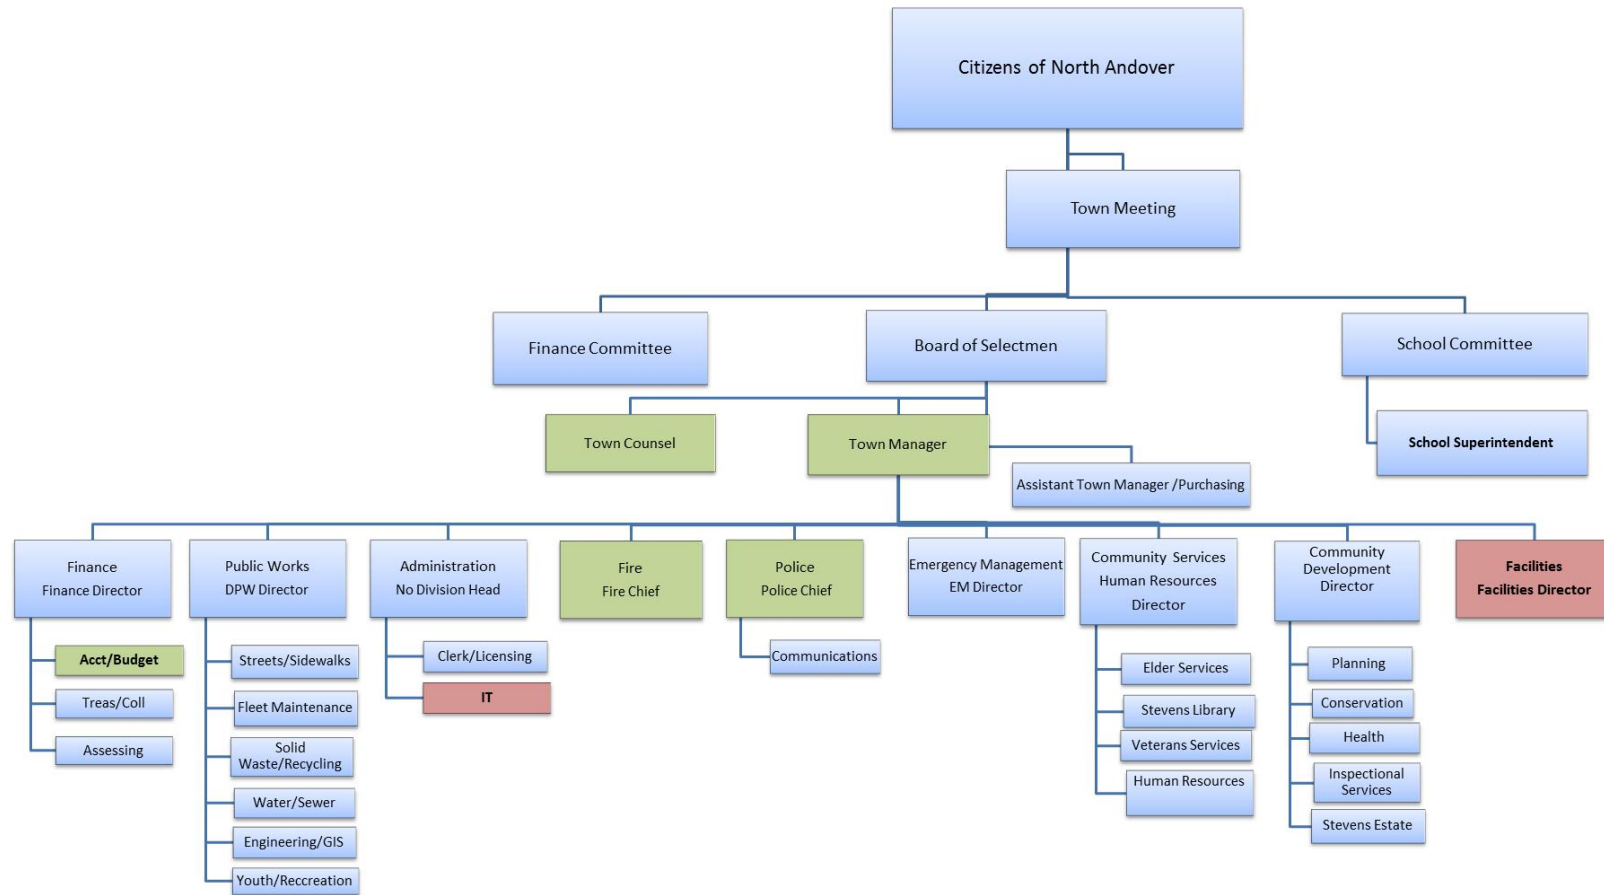 Citizens of North Andover
Town Meeting
Finance Committee
Board of Selectmen
School Committee
Town Counsel
Town Manager
School Superintendent
Assistant Town Manager /Purchasing
Finance
Finance Director
Public Works
DPW Director
Administration
No Division Head
Fire
Fire Chief
Police
Police Chief
Emergency Management
EM Director
Community Services
Human Resources
Director
Community
Development
Director
Facilities
Facilities Director
Acct/Budget
Treas/Coll
Assessing
Streets/Sidewalks
Fleet Maintenance
Solid
Waste/Recycling
Water/Sewer
Engineering/GIS
Youth/Reccreation
Clerk/Licensing
IT
Communications
Elder Services
Stevens Library
Veterans Services
Human Resources
Planning
Conservation
Health
Inspectional
Services
Stevens Estate